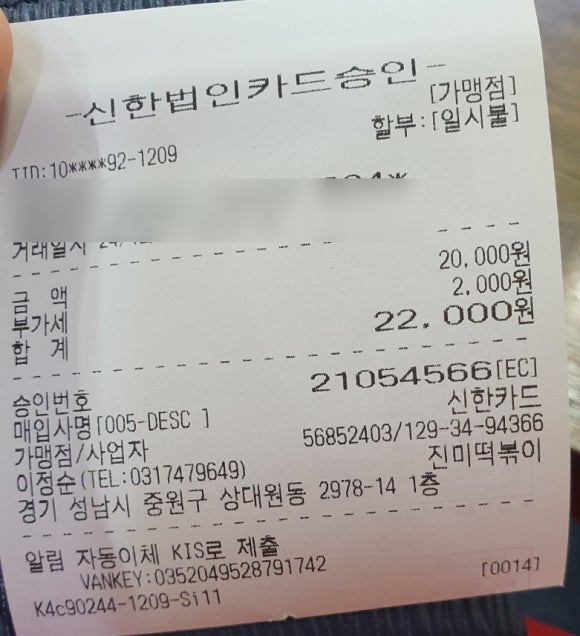 -신한법인카드승인-
[가맹점]
할부:[일시불]
TID:10****92-1209
거래일시
금 액 20,000원
부가세 2,000원
합 계 22,000원
승인번호 21054566[EC]
매입사명[005-DESC ] 신한카드
가맹점/사업자 56852403/129-34-94366
이정순(TEL:0317479649) 진미떡볶이
경기 성남시 중원구 상대원동 2978-14 1층
알림 자동이체 KIS로 제출
VANKEY:0352049528791742 [0014]
K4c90244-1209-Si11